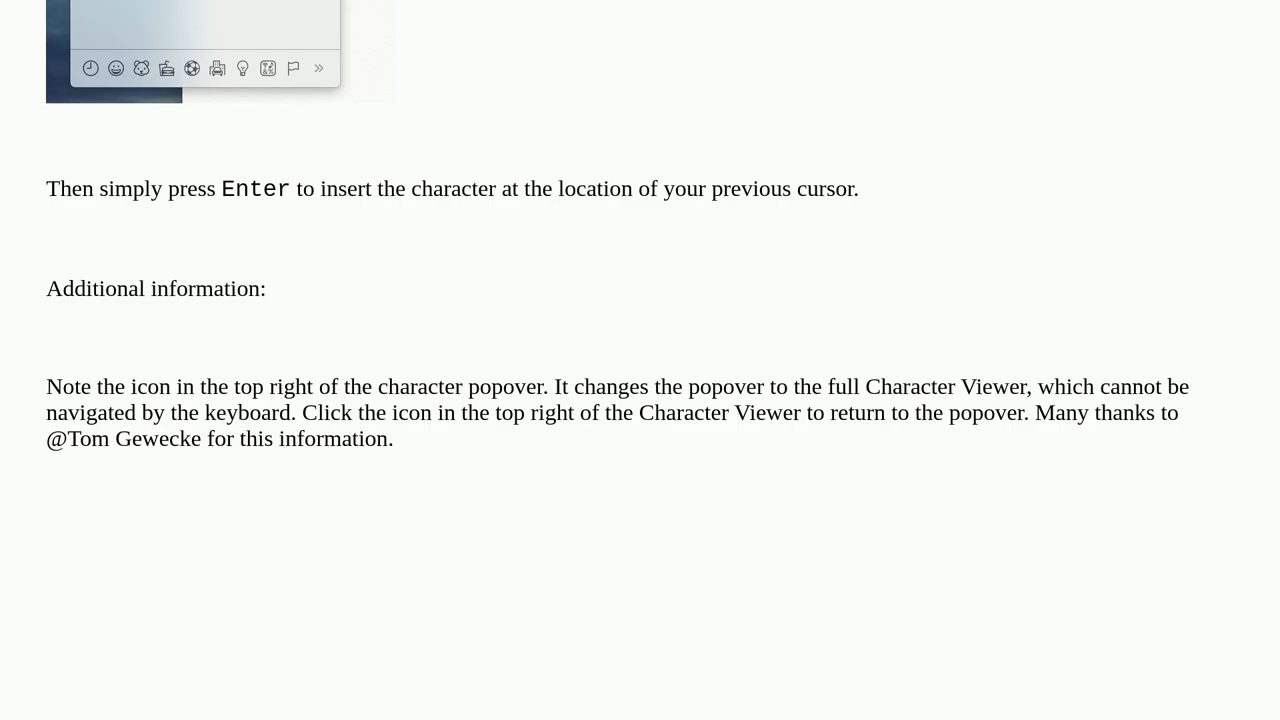 Then simply press Enter to insert the character at the location of your previous cursor.
Additional information:
Note the icon in the top right of the character popover. It changes the popover to the full Character Viewer, which cannot be
navigated by the keyboard. Click the icon in the top right of the Character Viewer to return to the popover. Many thanks to
@Tom Gewecke for this information.